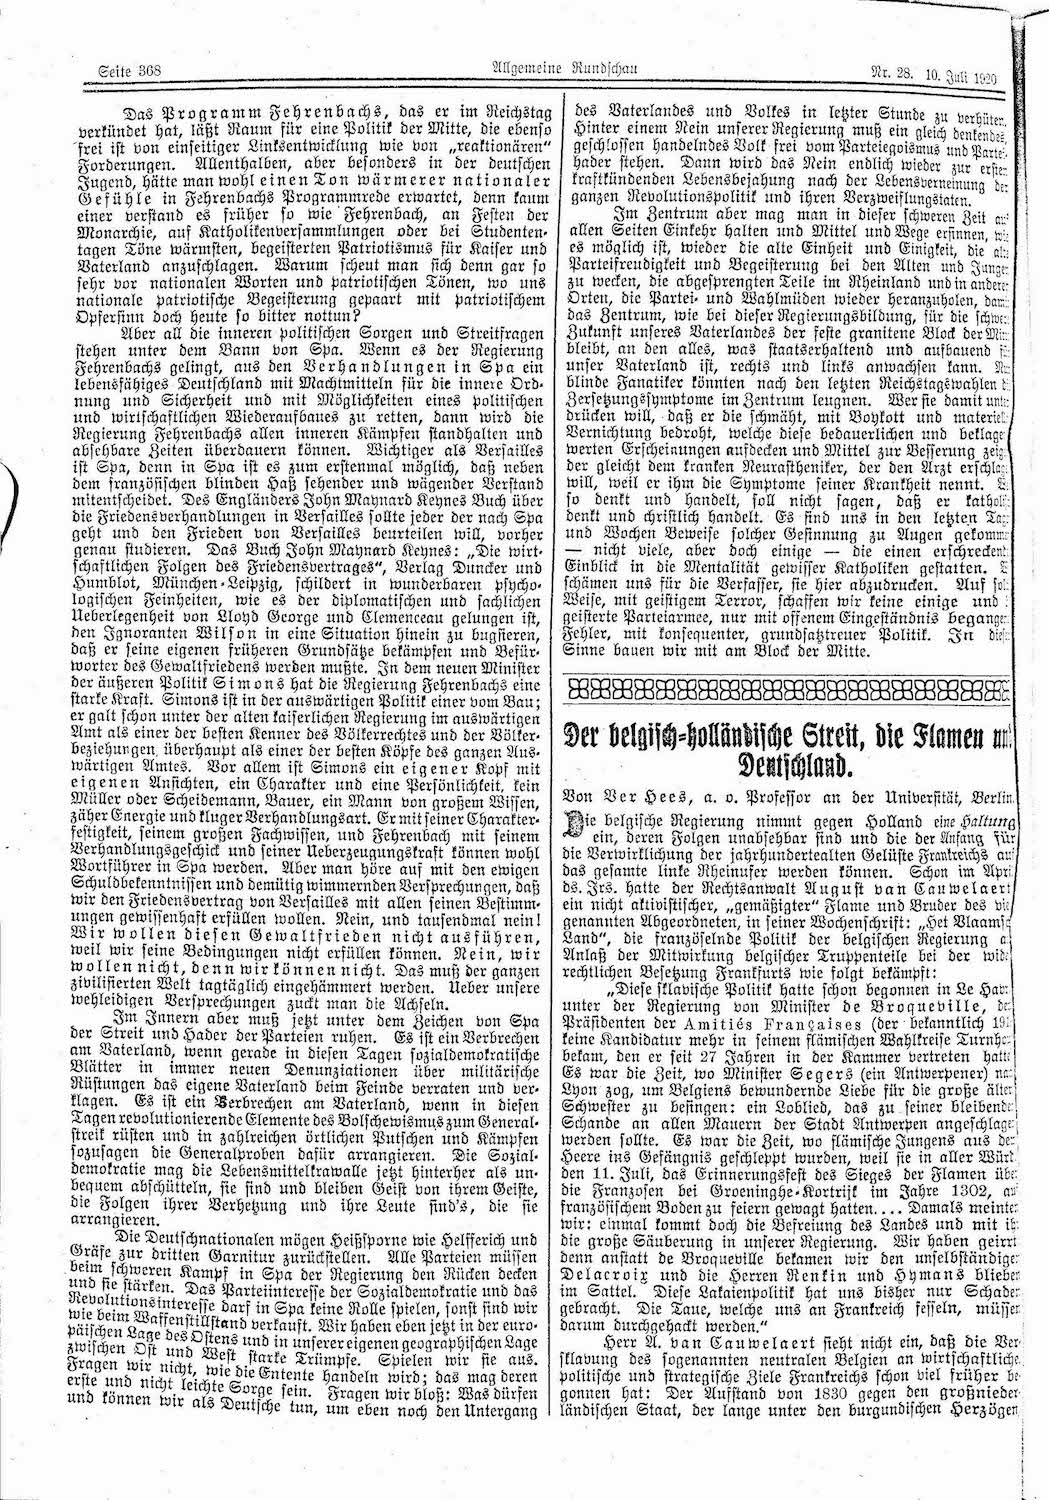 Seite 368
Allgemeine Rundschau
Nr. 28. 10. Juli 1920
Das Programm Fehrenbachs, das er im Reichstag
verkündet hat, läßt Raum für eine Politik der Mitte, die ebenso
frei ist von einseitiger Linksentwicklung wie von „reaktionären"
Forderungen. Allenthalben, aber besonders in der deutschen
Jugend, hätte man wohl einen Ton wärmerer nationaler
Gefühle in Fehrenbachs Programmrede erwartet, denn kaum
einer verstand es früher so wie Fehrenbach, an Festen der
Monarchie, auf Katholikenversammlungen oder bei Studenten-
tagen Töne wärmsten, begeisterten Patriotismus für Kaiser und
Vaterland anzuschlagen. Warum scheut man sich denn gar so
sehr vor nationalen Worten und patriotischen Tönen, wo uns
nationale patriotische Begeisterung gepaart mit patriotischem
Opfersinn doch heute so bitter nottun?
Aber all die inneren politischen Sorgen und Streitfragen
stehen unter dem Bann von Spa. Wenn es der Regierung
Fehrenbachs gelingt, aus den Verhandlungen in Spa ein
lebensfähiges Deutschland mit Machtmitteln für die innere Ord-
nung und Sicherheit und mit Möglichkeiten eines politischen
und wirtschaftlichen Wiederaufbaues zu retten, dann wird die
Regierung Fehrenbachs allen inneren Kämpfen standhalten und
absehbare Zeiten überdauern können. Wichtiger als Versailles
ist Spa, denn in Spa ist es zum erstenmal möglich, daß neben
dem französischen blinden Haß sehender und wägender Verstand
mitentscheidet. Des Engländers John Maynard Keynes Buch über
die Friedensverhandlungen in Versailles sollte jeder der nach Spa
geht und den Frieden von Versailles beurteilen will, vorher
genau studieren. Das Buch John Maynard Keynes: „Die wirt-
schaftlichen Folgen des Friedensvertrages", Verlag Duncker und
Humblot, München-Leipzig, schildert in wunderbaren psycho-
logischen Feinheiten, wie es der diplomatischen und sachlichen
Ueberlegenheit von Lloyd George und Clemenceau gelungen ist,
den Ignoranten Wilson in eine Situation hinein zu bugsieren,
daß er seine eigenen früheren Grundsätze bekämpfen und Befür-
worter des Gewaltfriedens werden mußte. In dem neuen Minister
der äußeren Politik Simons hat die Regierung Fehrenbachs eine
starke Kraft. Simons ist in der auswärtigen Politik einer vom Bau;
er galt schon unter der alten kaiserlichen Regierung im auswärtigen
Amt als einer der besten Kenner des Völkerrechtes und der Völker-
beziehungen, überhaupt als einer der besten Köpfe des ganzen Aus-
wärtigen Amtes. Vor allem ist Simons ein eigener Kopf mit
eigenen Ansichten, ein Charakter und eine Persönlichkeit, kein
Müller oder Scheidemann, Bauer, ein Mann von großem Wissen,
zäher Energie und kluger Verhandlungsart. Er mit seiner Charakter-
festigkeit, seinem großen Fachwissen, und Fehrenbach mit seinem
Verhandlungsgeschick und seiner Ueberzeugungskraft können wohl
Wortführer in Spa werden. Aber man höre auf mit den ewigen
Schuldbekenntnissen und demütig wimmernden Versprechungen, daß
wir den Friedensvertrag von Versailles mit allen seinen Bestimm-
ungen gewissenhaft erfüllen wollen. Nein, und tausendmal nein!
Wir wollen diesen Gewaltfrieden nicht ausführen,
weil wir seine Bedingungen nicht erfüllen können. Nein, wir
wollen nicht, denn wir können nicht. Das muß der ganzen
zivilisierten Welt tagtäglich eingehämmert werden. Ueber unsere
wehleidigen Versprechungen zuckt man die Achseln.
Im Innern aber muß jetzt unter dem Zeichen von Spa
der Streit und Hader der Parteien ruhen. Es ist ein Verbrechen
am Vaterland, wenn gerade in diesen Tagen sozialdemokratische
Blätter in immer neuen Denunziationen über militärische
Rüstungen das eigene Vaterland beim Feinde verraten und ver-
klagen. Es ist ein Verbrechen am Vaterland, wenn in diesen
Tagen revolutionierende Elemente des Bolschewismus zum General-
streik rüsten und in zahlreichen örtlichen Putschen und Kämpfen
sozusagen die Generalproben dafür arrangieren. Die Sozial-
demokratie mag die Lebensmittelkrawalle jetzt hinterher als un-
bequem abschütteln, sie sind und bleiben Geist von ihrem Geiste,
die Folgen ihrer Verhetzung und ihre Leute sind's, die sie
arrangieren.
Die Deutschnationalen mögen Heißsporne wie Helfferich und
Gräfe zur dritten Garnitur zurückstellen. Alle Parteien müssen
beim schweren Kampf in Spa der Regierung den Rücken decken
und sie stärken. Das Parteiinteresse der Sozialdemokratie und das
Revolutionsinteresse darf in Spa keine Rolle spielen, sonst sind wir
wie beim Waffenstillstand verkauft. Wir haben eben jetzt in der euro-
päischen Lage des Ostens und in unserer eigenen geographischen Lage
zwischen Ost und West starke Trümpfe. Spielen wir sie aus.
Fragen wir nicht, wie die Entente handeln wird; das mag deren
erste und nicht leichte Sorge sein. Fragen wir bloß: Was dürfen
und können wir als Deutsche tun, um eben noch den Untergang
des Vaterlandes und Volkes in letzter Stunde zu verhüten.
Hinter einem Nein unserer Regierung muß ein gleich denkendes,
geschlossen handelndes Volk frei vom Parteiegoismus und Partei-
hader stehen. Dann wird das Nein endlich wieder zur ersten
kraftkündenden Lebensbejahung nach der Lebensverneinung der
ganzen Revolutionspolitik und ihren Verzweiflungstaten.
Im Zentrum aber mag man in dieser schweren Zeit
allen Seiten Einkehr halten und Mittel und Wege ersinnen,
es möglich ist, wieder die alte Einheit und Einigkeit, die
Parteifreudigkeit und Begeisterung bei den Alten und Jungen
zu wecken, die abgesprengten Teile im Rheinland und in anderen
Orten, die Partei- und Wahlmüden wieder heranzuholen,
das Zentrum, wie bei dieser Regierungsbildung, für die
Zukunft unseres Vaterlandes der feste granitene Block der
bleibt, an den alles, was staatserhaltend und aufbauend
unser Vaterland ist, rechts und links anwachsen kann.
blinde Fanatiker könnten nach den letzten Reichstagswahlen
Zersetzungssymptome im Zentrum leugnen. Wer sie damit
drücken will, daß er die schmäht, mit Boykott und
Vernichtung bedroht, welche diese bedauerlichen und
werten Erscheinungen aufdecken und Mittel zur Besserung
der gleicht dem kranken Neurastheniker, der den Arzt
will, weil er ihm die Symptome seiner Krankheit nennt.
so denkt und handelt, soll nicht sagen, daß er
denkt und christlich handelt. Es sind uns in den letzten
und Wochen Beweise solcher Gesinnung zu Augen gekommen
— nicht viele, aber doch einige — die einen
Einblick in die Mentalität gewisser Katholiken gestatten.
schämen uns für die Verfasser, sie hier abzudrucken. Auf
Weise, mit geistigem Terror, schaffen wir keine einige und
geisterte Parteiarmee, nur mit offenem Eingeständnis
Fehler, mit konsequenter, grundsatztreuer Politik. In
Sinne bauen wir mit am Block der Mitte.
Der belgisch-holländische Streit, die Flamen und
Deutschland.
Von Ver Hees, a. o. Professor an der Universität, Berlin.
Die belgische Regierung nimmt gegen Holland eine Haltung
ein, deren Folgen unabsehbar sind und die der Anfang für
die Verwirklichung der jahrhundertealten Gelüste Frankreichs
das gesamte linke Rheinufer werden können. Schon im
ds. Jrs. hatte der Rechtsanwalt August van Cauwelaert
ein nicht aktivistischer, „gemäßigter" Flame und Bruder des
genannten Abgeordneten, in seiner Wochenschrift: „Het Vlaamsc
Land", die französelnde Politik der belgischen Regierung
Anlaß der Mitwirkung belgischer Truppenteile bei der
rechtlichen Besetzung Frankfurts wie folgt bekämpft:
„Diese sklavische Politik hatte schon begonnen in Le
unter der Regierung von Minister de Broqueville,
Präsidenten der Amitiés Françaises (der bekanntlich
keine Kandidatur mehr in seinem flämischen Wahlkreise
bekam, den er seit 27 Jahren in der Kammer vertreten
Es war die Zeit, wo Minister Segers (ein Antwerpener)
Lyon zog, um Belgiens bewundernde Liebe für die große
Schwester zu besingen: ein Loblied, das zu seiner bleibenden
Schande an allen Mauern der Stadt Antwerpen angeschlagen
werden sollte. Es war die Zeit, wo flämische Jungens aus dem
Heere ins Gefängnis geschleppt wurden, weil sie in aller
den 11. Juli, das Erinnerungsfest des Sieges der Flamen
die Franzosen bei Groeninghe-Kortrijk im Jahre 1302,
französischem Boden zu feiern gewagt hatten.... Damals
wir: einmal kommt doch die Befreiung des Landes und mit
die große Säuberung in unserer Regierung. Wir haben
denn anstatt de Broqueville bekamen wir den unselbständigen
Delacroix und die Herren Renkin und Hymans
im Sattel. Diese Lakaienpolitik hat uns bisher nur
gebracht. Die Taue, welche uns an Frankreich fesseln,
darum durchgehackt werden."
Herr A. van Cauwelaert sieht nicht ein, daß die Ver-
sklavung des sogenannten neutralen Belgien an wirtschaftliche
politische und strategische Ziele Frankreichs schon viel früher be-
gonnen hat: Der Aufstand von 1830 gegen den großnieder-
ländischen Staat, der lange unter den burgundischen Herzögen